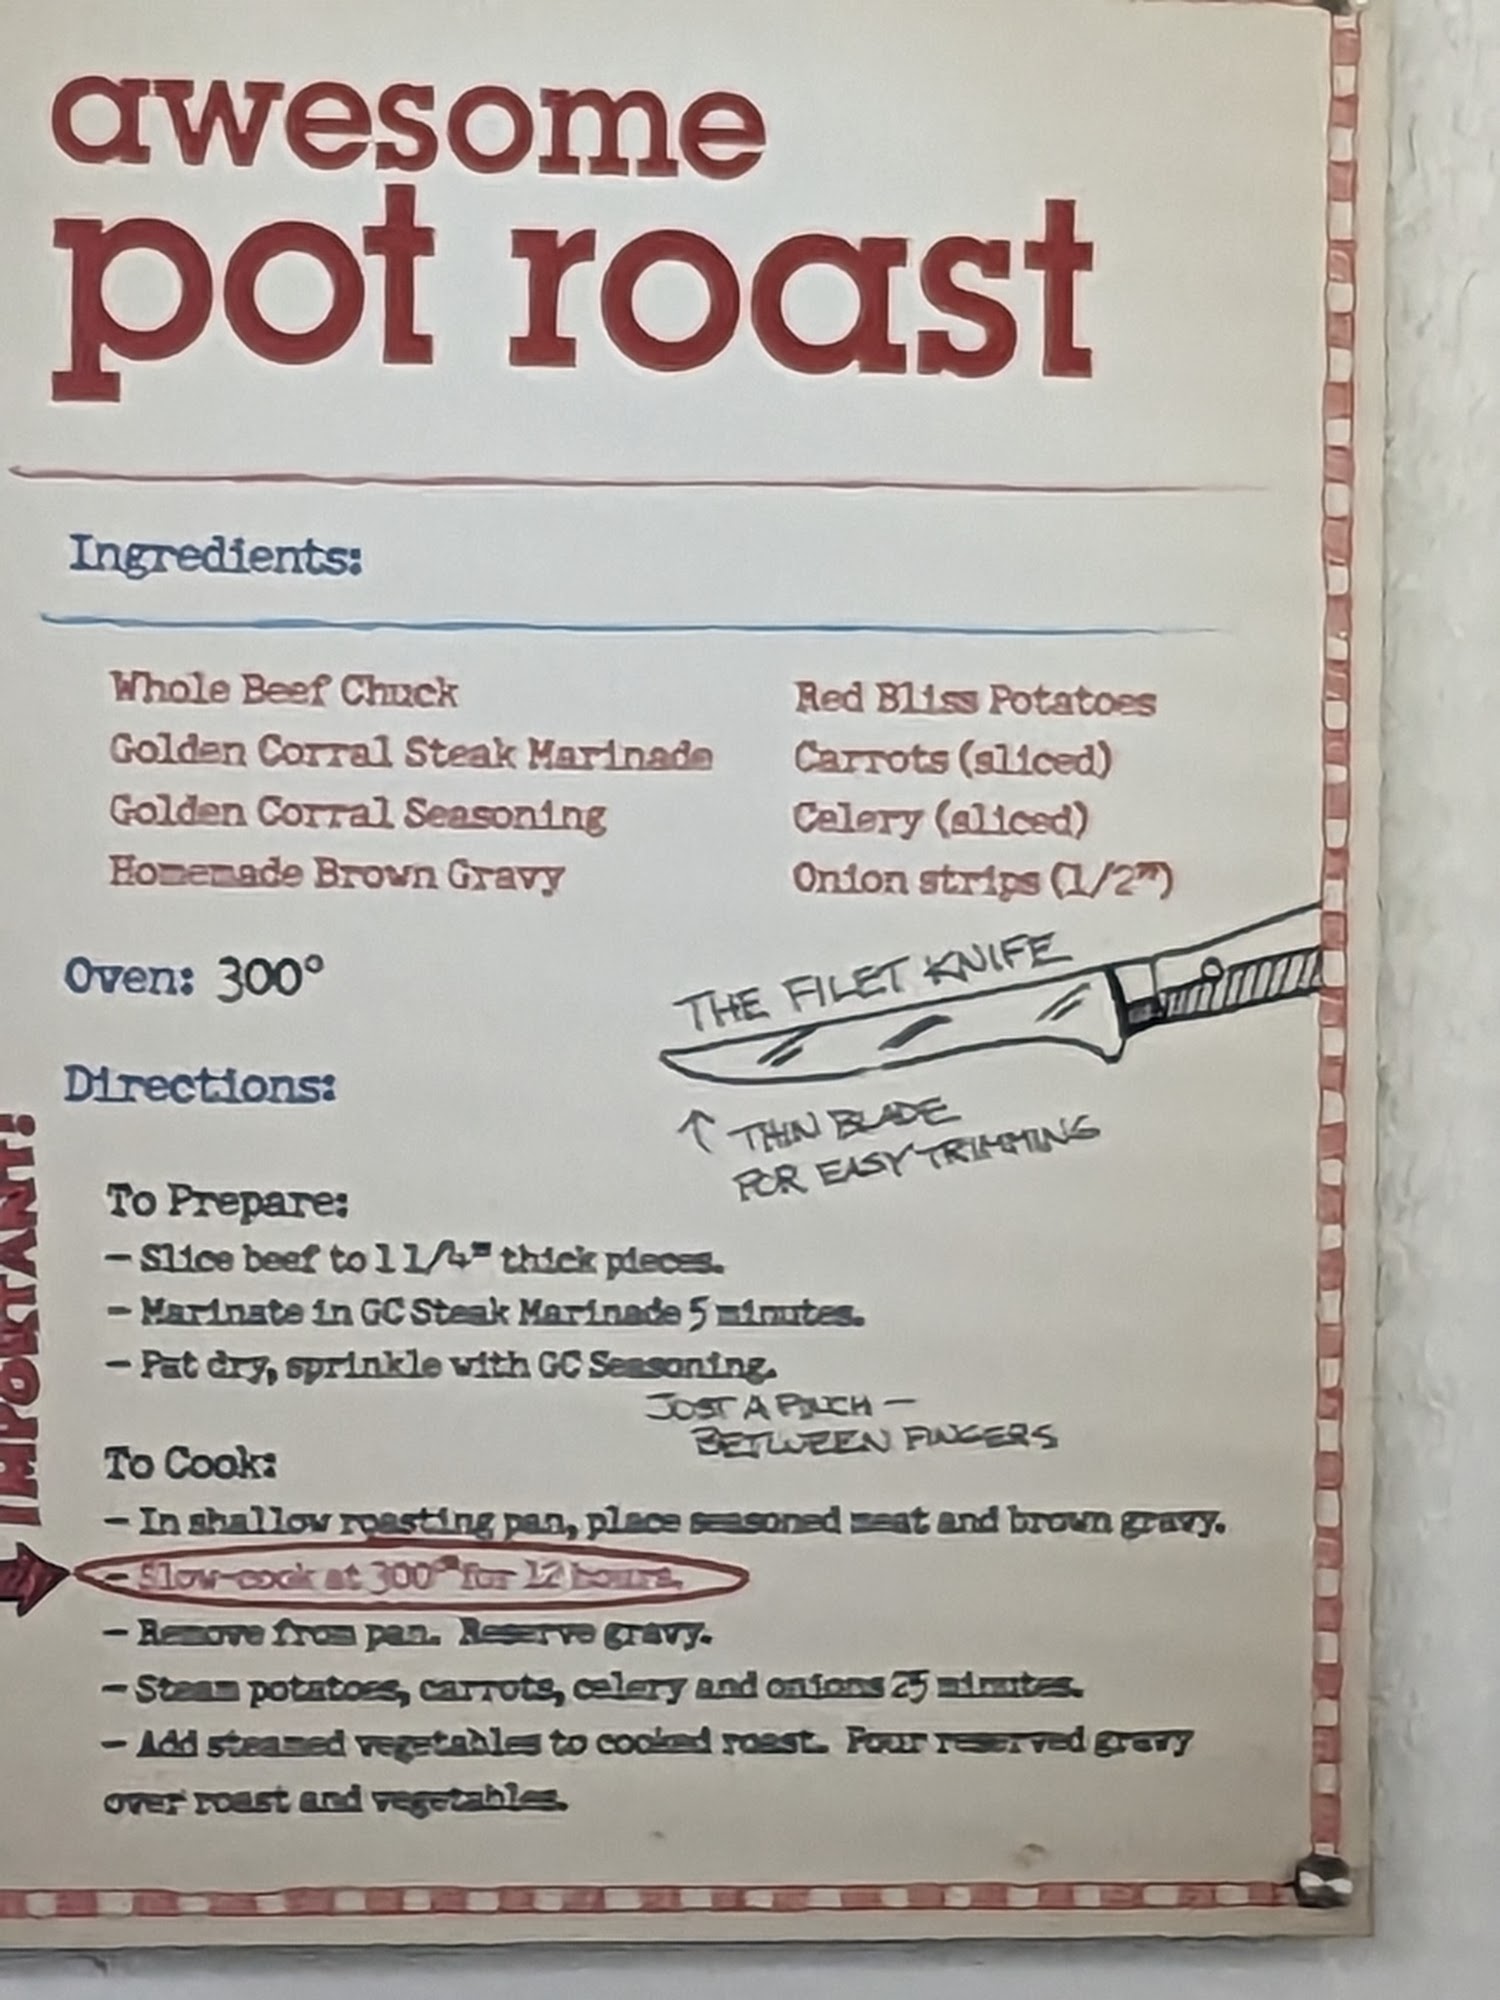 awesome
pot roast
Ingredients:
Whole Beef Chuck
Golden Corral Steak Marinade
Golden Corral Seasoning
Homemade Brown Gravy
Red Bliss Potatoes
Carrots (sliced)
Celery (sliced)
Onion strips (1/2")
Oven: 300°
THE FILET KNIFE
↑ THIN BLADE
FOR EASY TRIMMING
Directions:
To Prepare:
- Slice beef to 1 1/4" thick pieces.
- Marinate in GC Steak Marinade 5 minutes.
- Pat dry, sprinkle with GC Seasoning.
JUST A PINCH -
BETWEEN FINGERS
To Cook:
- In shallow roasting pan, place seasoned meat and brown gravy.
IMPORTANT!
- Slow-cook at 300° for 12 hours.
- Remove from pan. Reserve gravy.
- Steam potatoes, carrots, celery and onions 25 minutes.
- Add steamed vegetables to cooked roast. Pour reserved gravy
over roast and vegetables.